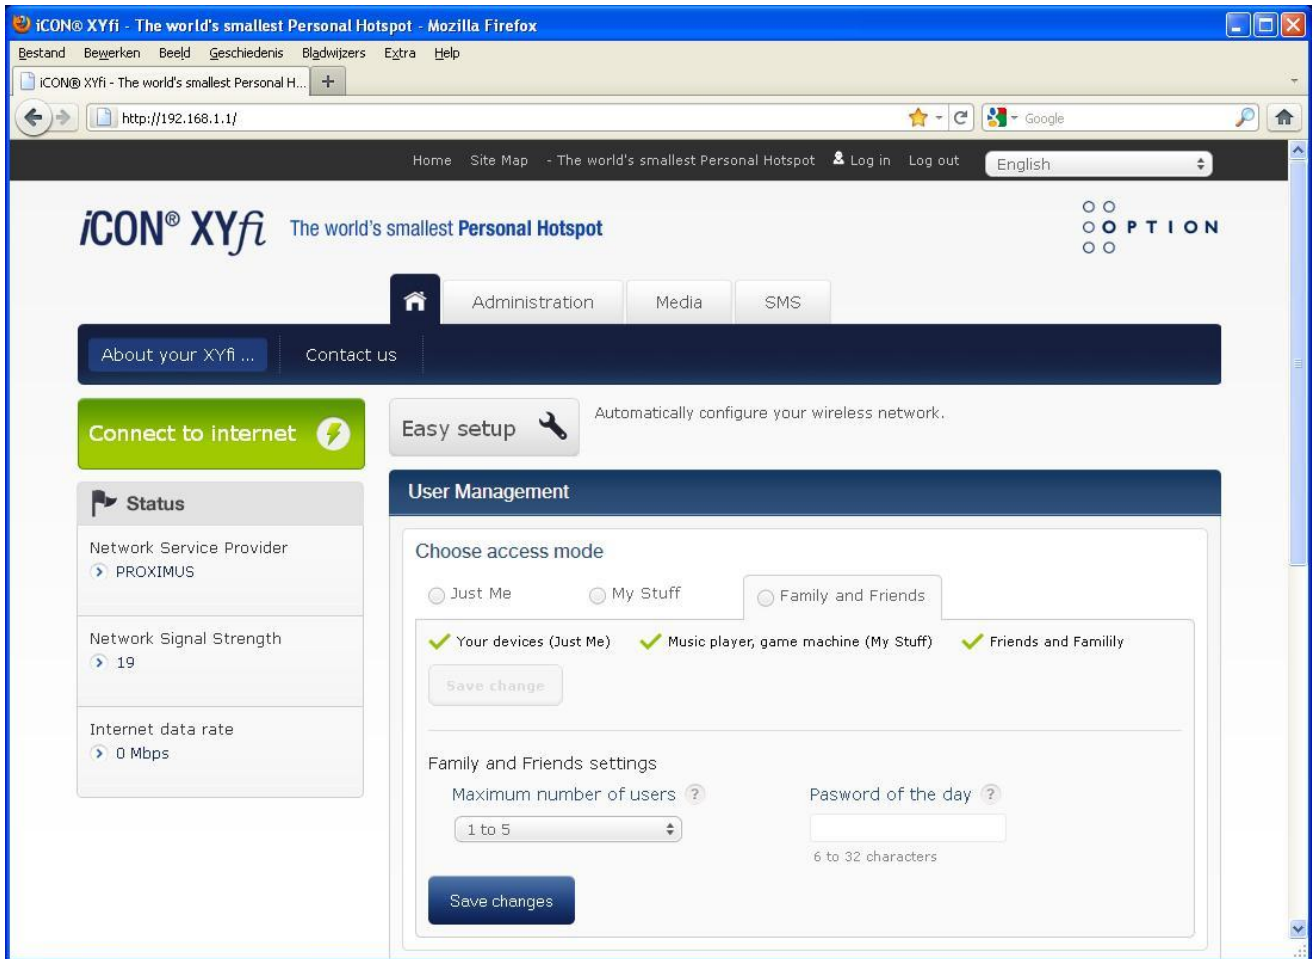 iCON® XYfi - The world's smallest Personal Hotspot - Mozilla Firefox
Bestand Bewerken Beeld Geschiedenis Bladwijzers Extra Help
iCON® XYfi - The world's smallest Personal H... +
http://192.168.1.1/ Google
Home Site Map - The world's smallest Personal Hotspot Log in Log out English
iCON® XYfi The world's smallest Personal Hotspot OPTION
Administration Media SMS
About your XYfi ... Contact us
Connect to internet
Easy setup Automatically configure your wireless network.
Status
Network Service Provider
PROXIMUS
Network Signal Strength
19
Internet data rate
0 Mbps
User Management
Choose access mode
Just Me My Stuff Family and Friends
Your devices (Just Me) Music player, game machine (My Stuff) Friends and Familily
Save change
Family and Friends settings
Maximum number of users ? Pasword of the day ?
1 to 5
6 to 32 characters
Save changes